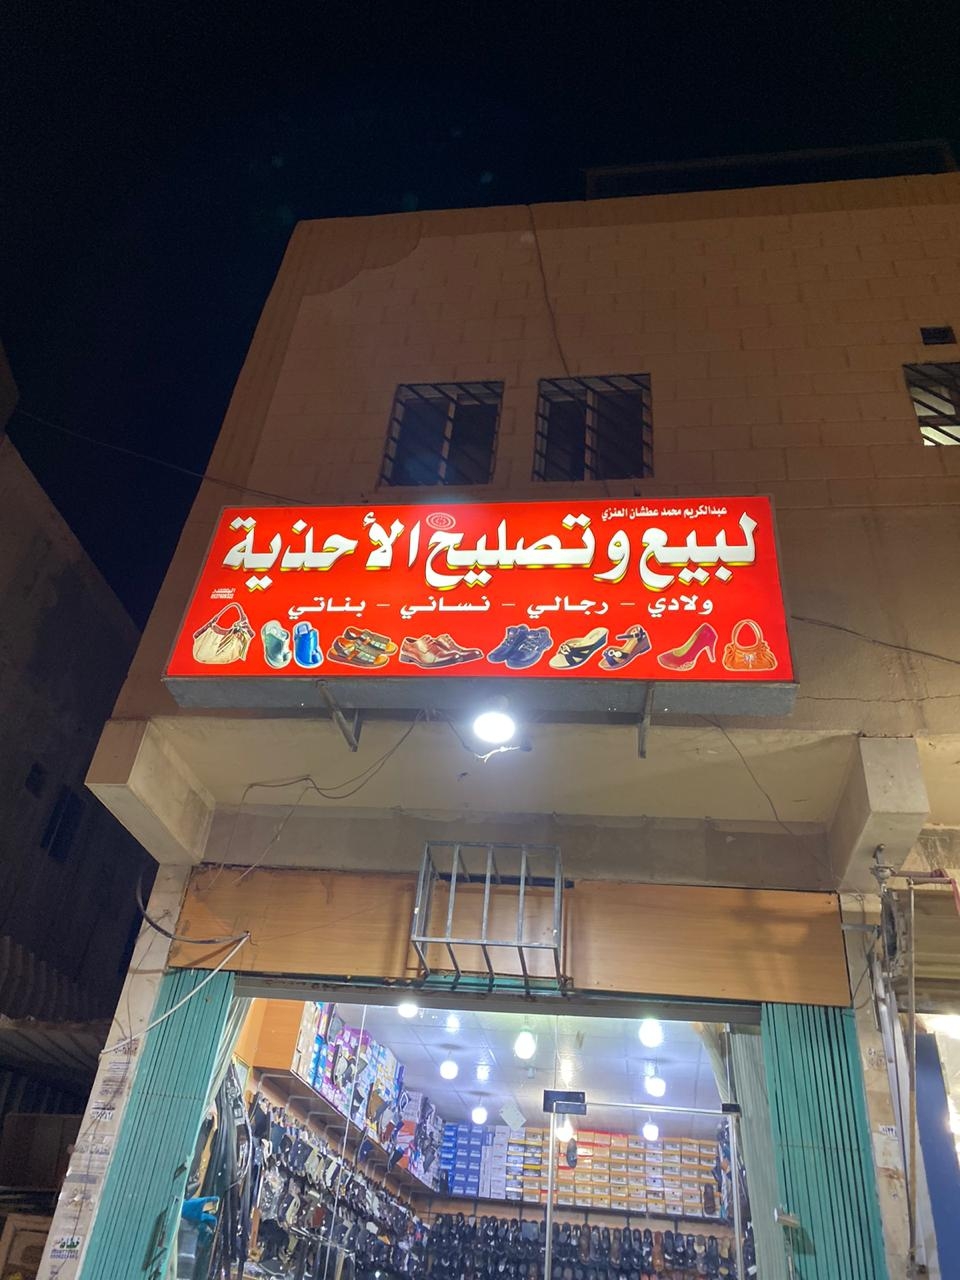 عبدالكريم محمد عطشان العنزي
لبيع وتصليح الأحذية
ولادي - رجالي - نساني - بناتي